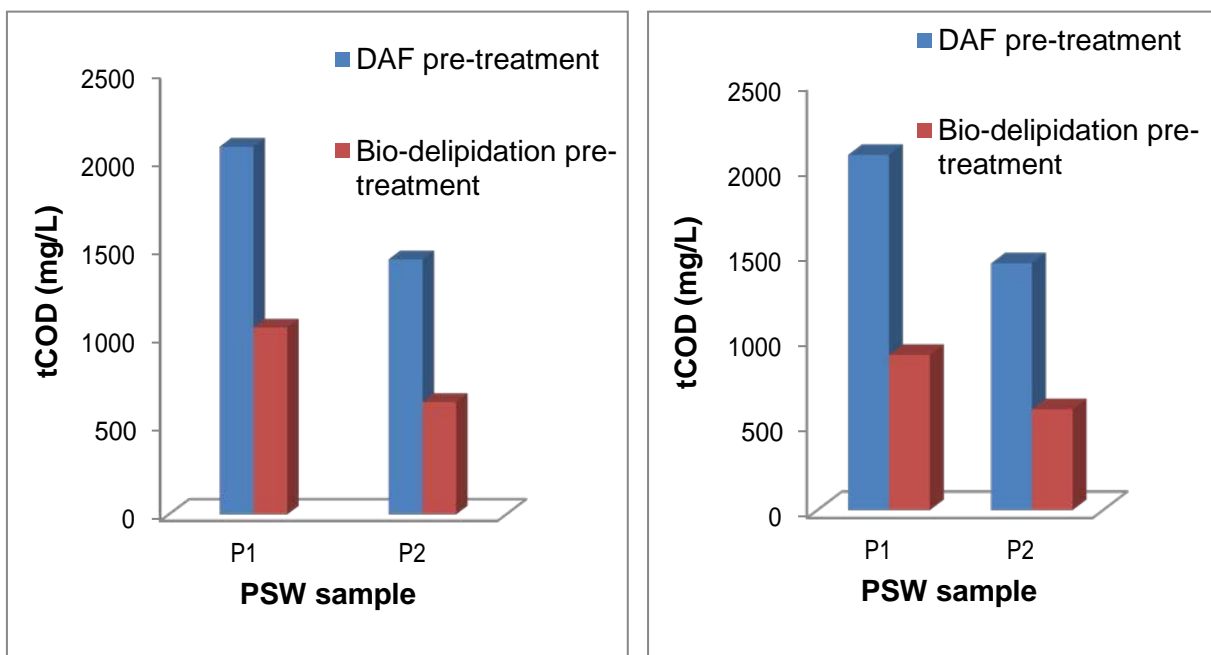 DAF pre-treatment
Bio-delipidation pre-
treatment
2500
2000
1500
1000
500
0
tCOD (mg/L)
P1 P2
PSW sample
DAF pre-treatment
Bio-delipidation pre-
treatment
2500
2000
1500
1000
500
0
tCOD (mg/L)
P1 P2
PSW sample